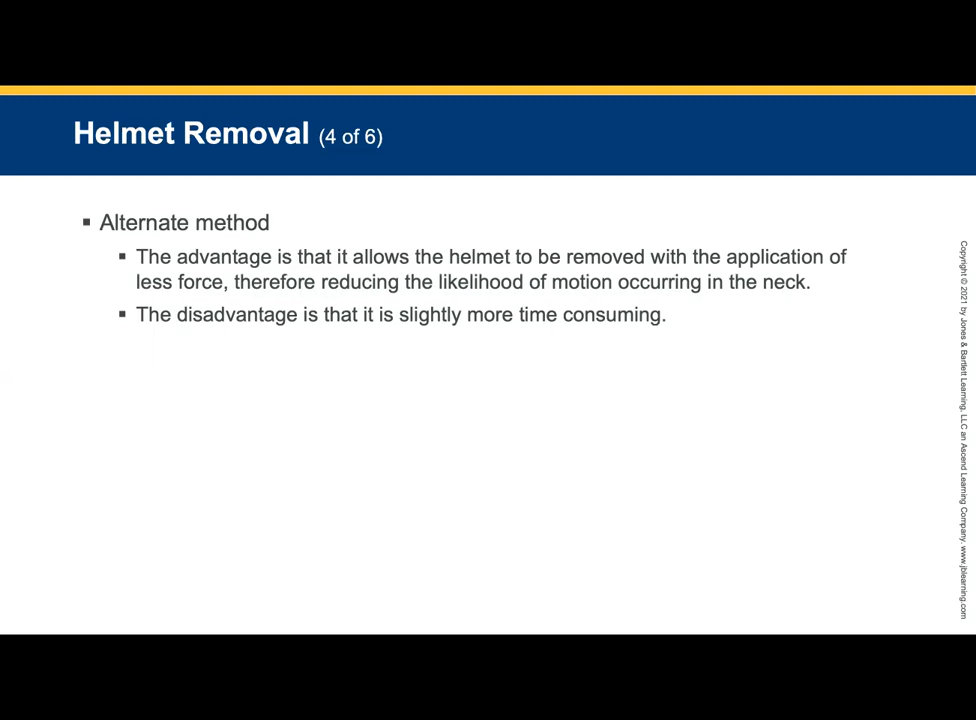 Helmet Removal (4 of 6)
▪ Alternate method
▪ The advantage is that it allows the helmet to be removed with the application of
less force, therefore reducing the likelihood of motion occurring in the neck.
▪ The disadvantage is that it is slightly more time consuming.
Copyright © 2021 by Jones & Bartlett Learning, LLC an Ascend Learning Company. www.jblearning.com